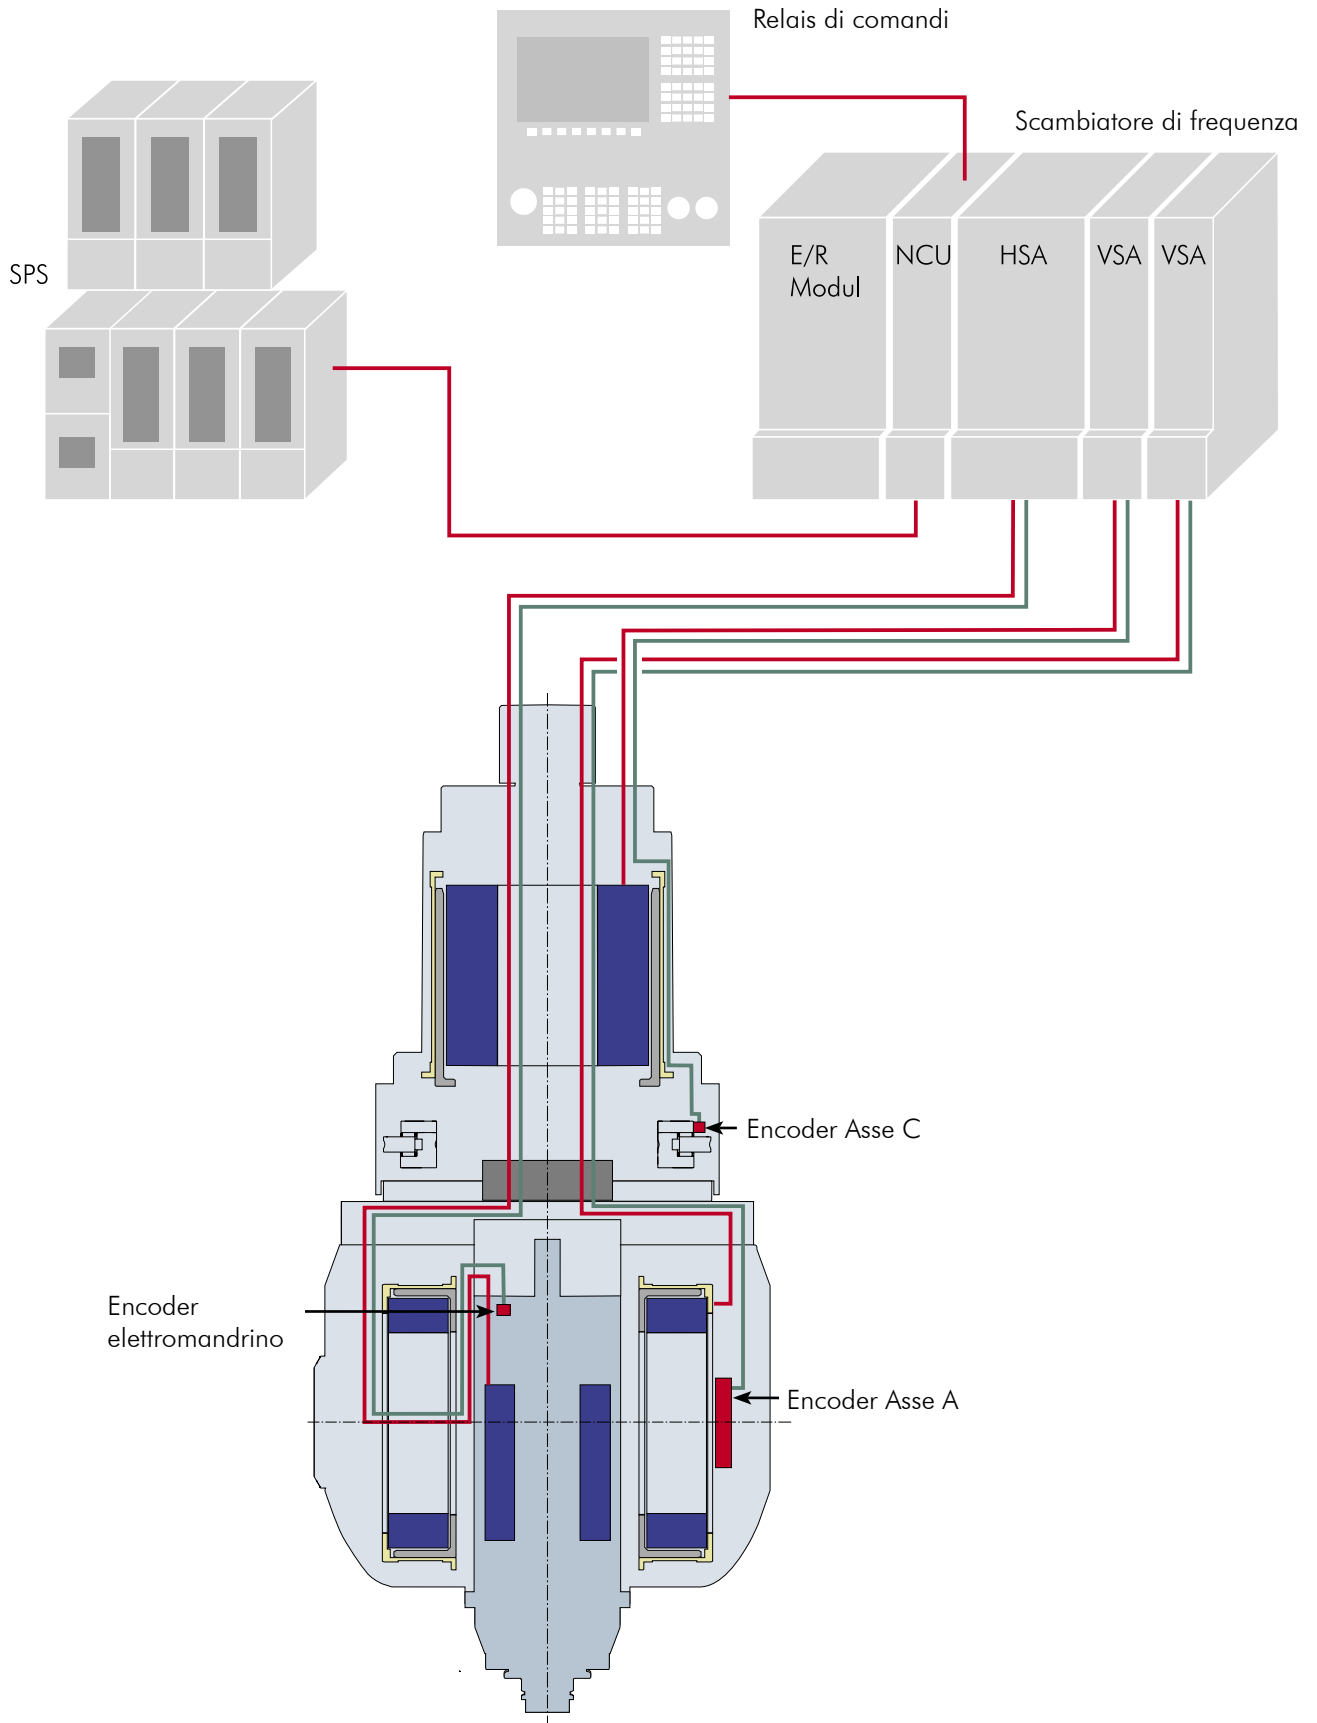 Relais di comandi
Scambiatore di frequenza
SPS
E/R
Modul
NCU
HSA
VSA
VSA
Encoder Asse C
Encoder
elettromandrino
Encoder Asse A